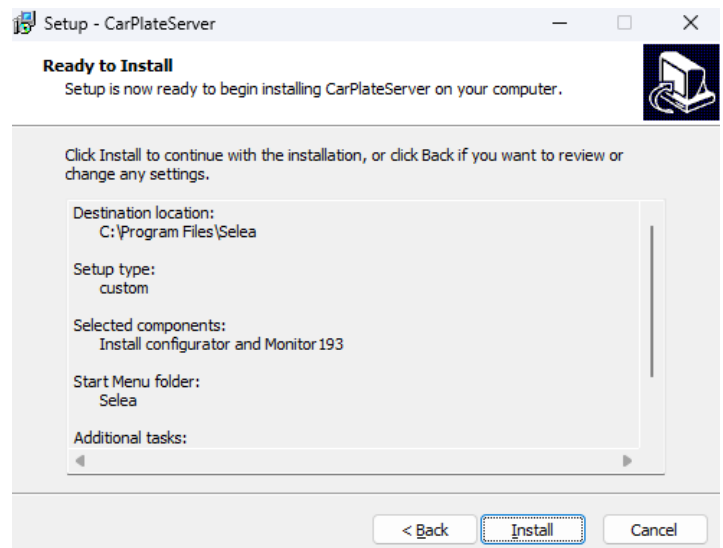 Setup - CarPlateServer
Ready to Install
Setup is now ready to begin installing CarPlateServer on your computer.
Click Install to continue with the installation, or click Back if you want to review or
change any settings.
Destination location:
C:\Program Files\Selea
Setup type:
custom
Selected components:
Install configurator and Monitor193
Start Menu folder:
Selea
Additional tasks:
< Back
Install
Cancel